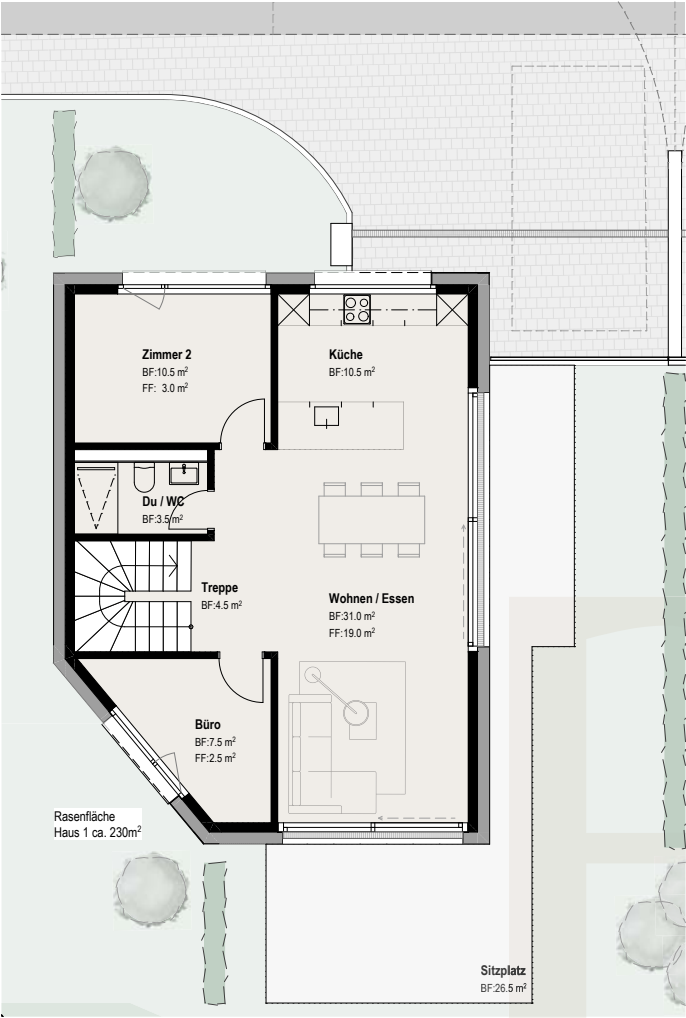 Zimmer 2
BF:10.5 m²
FF: 3.0 m²
Küche
BF:10.5 m²
Du / WC
BF:3.5 m²
Treppe
BF:4.5 m²
Wohnen / Essen
BF:31.0 m²
FF:19.0 m²
Büro
BF:7.5 m²
FF:2.5 m²
Rasenfläche
Haus 1 ca. 230m²
Sitzplatz
BF:26.5 m²